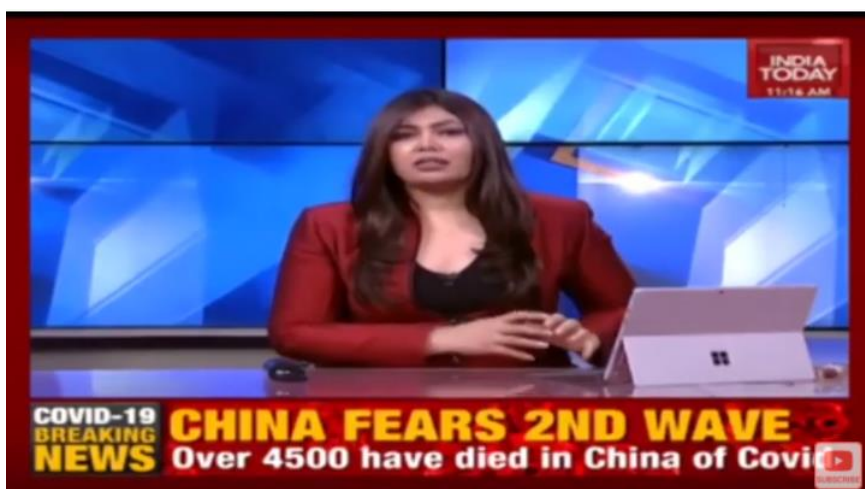 INDIA
TODAY
11:16 AM
COVID-19
BREAKING
NEWS
CHINA FEARS 2ND WAVE
Over 4500 have died in China of Covid
SUBSCRIBE